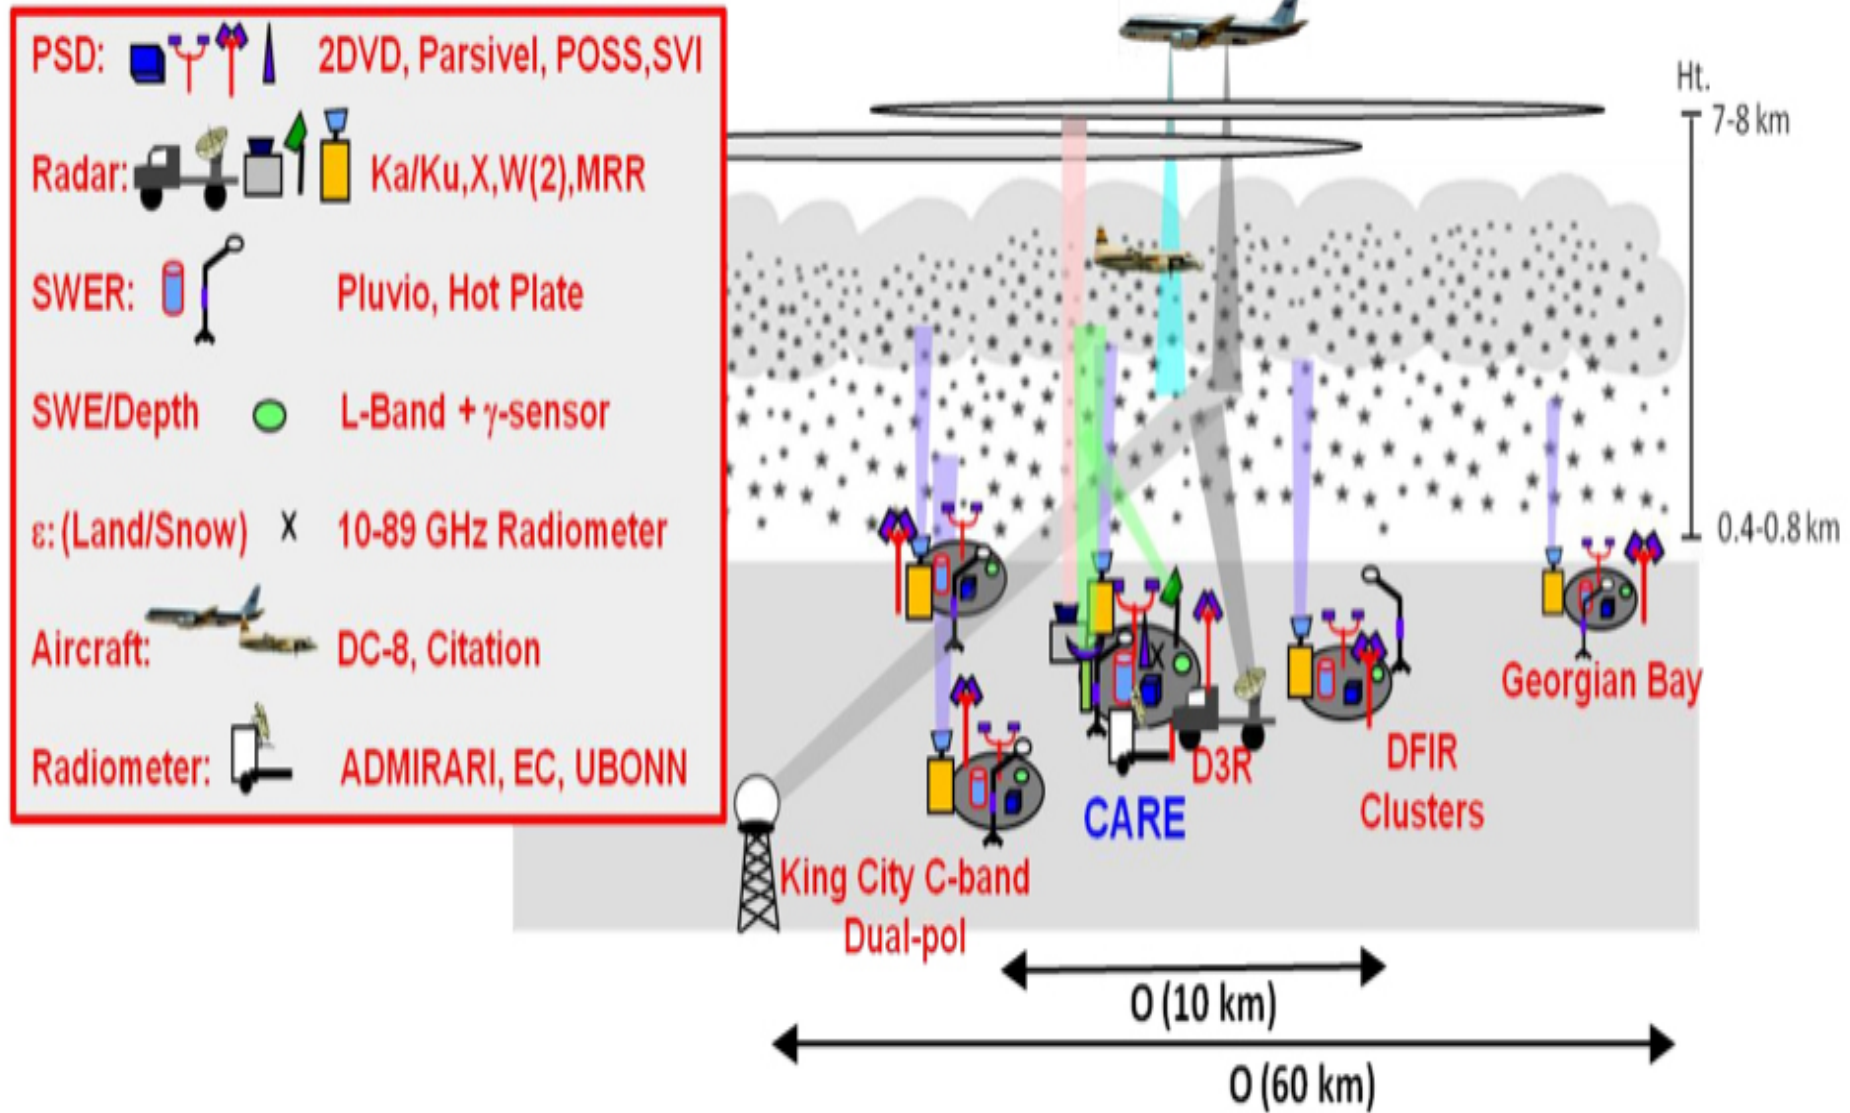 PSD: 2DVD, Parsivel, POSS,SVI
Radar: Ka/Ku,X,W(2),MRR
SWER: Pluvio, Hot Plate
SWE/Depth L-Band + γ-sensor
ε: (Land/Snow) X 10-89 GHz Radiometer
Aircraft: DC-8, Citation
Radiometer: ADMIRARI, EC, UBONN
Ht.
7-8 km
0.4-0.8 km
X
Georgian Bay
D3R
DFIR
Clusters
CARE
King City C-band
Dual-pol
O (10 km)
O (60 km)